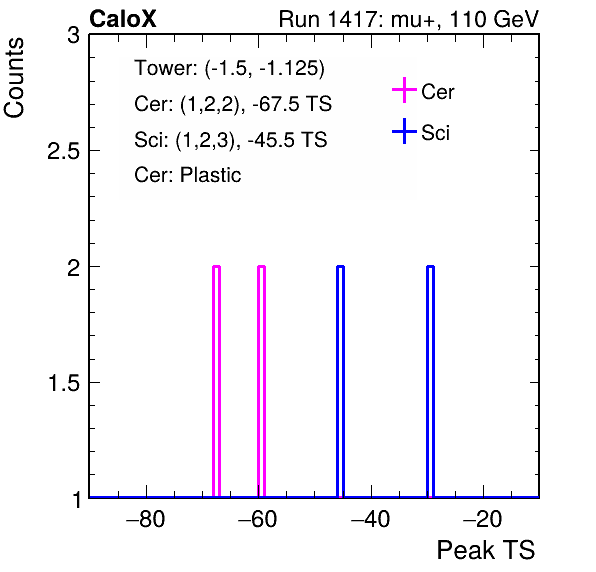 CaloX Run 1417: mu+, 110 GeV
Counts
3
2.5
2
1.5
1
Tower: (-1.5, -1.125)
Cer: (1,2,2), -67.5 TS
Sci: (1,2,3), -45.5 TS
Cer: Plastic
Cer
Sci
−80 −60 −40 −20
Peak TS